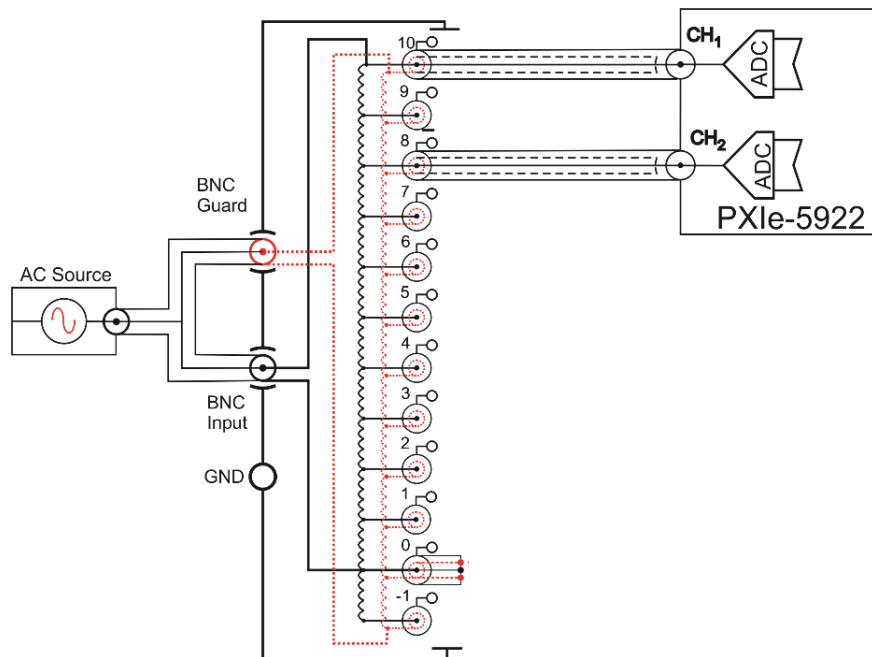 10
CH1
ADC
9
8
CH2
ADC
PXIe-5922
7
BNC
Guard
6
AC Source
5
4
BNC
Input
3
2
GND
1
0
-1